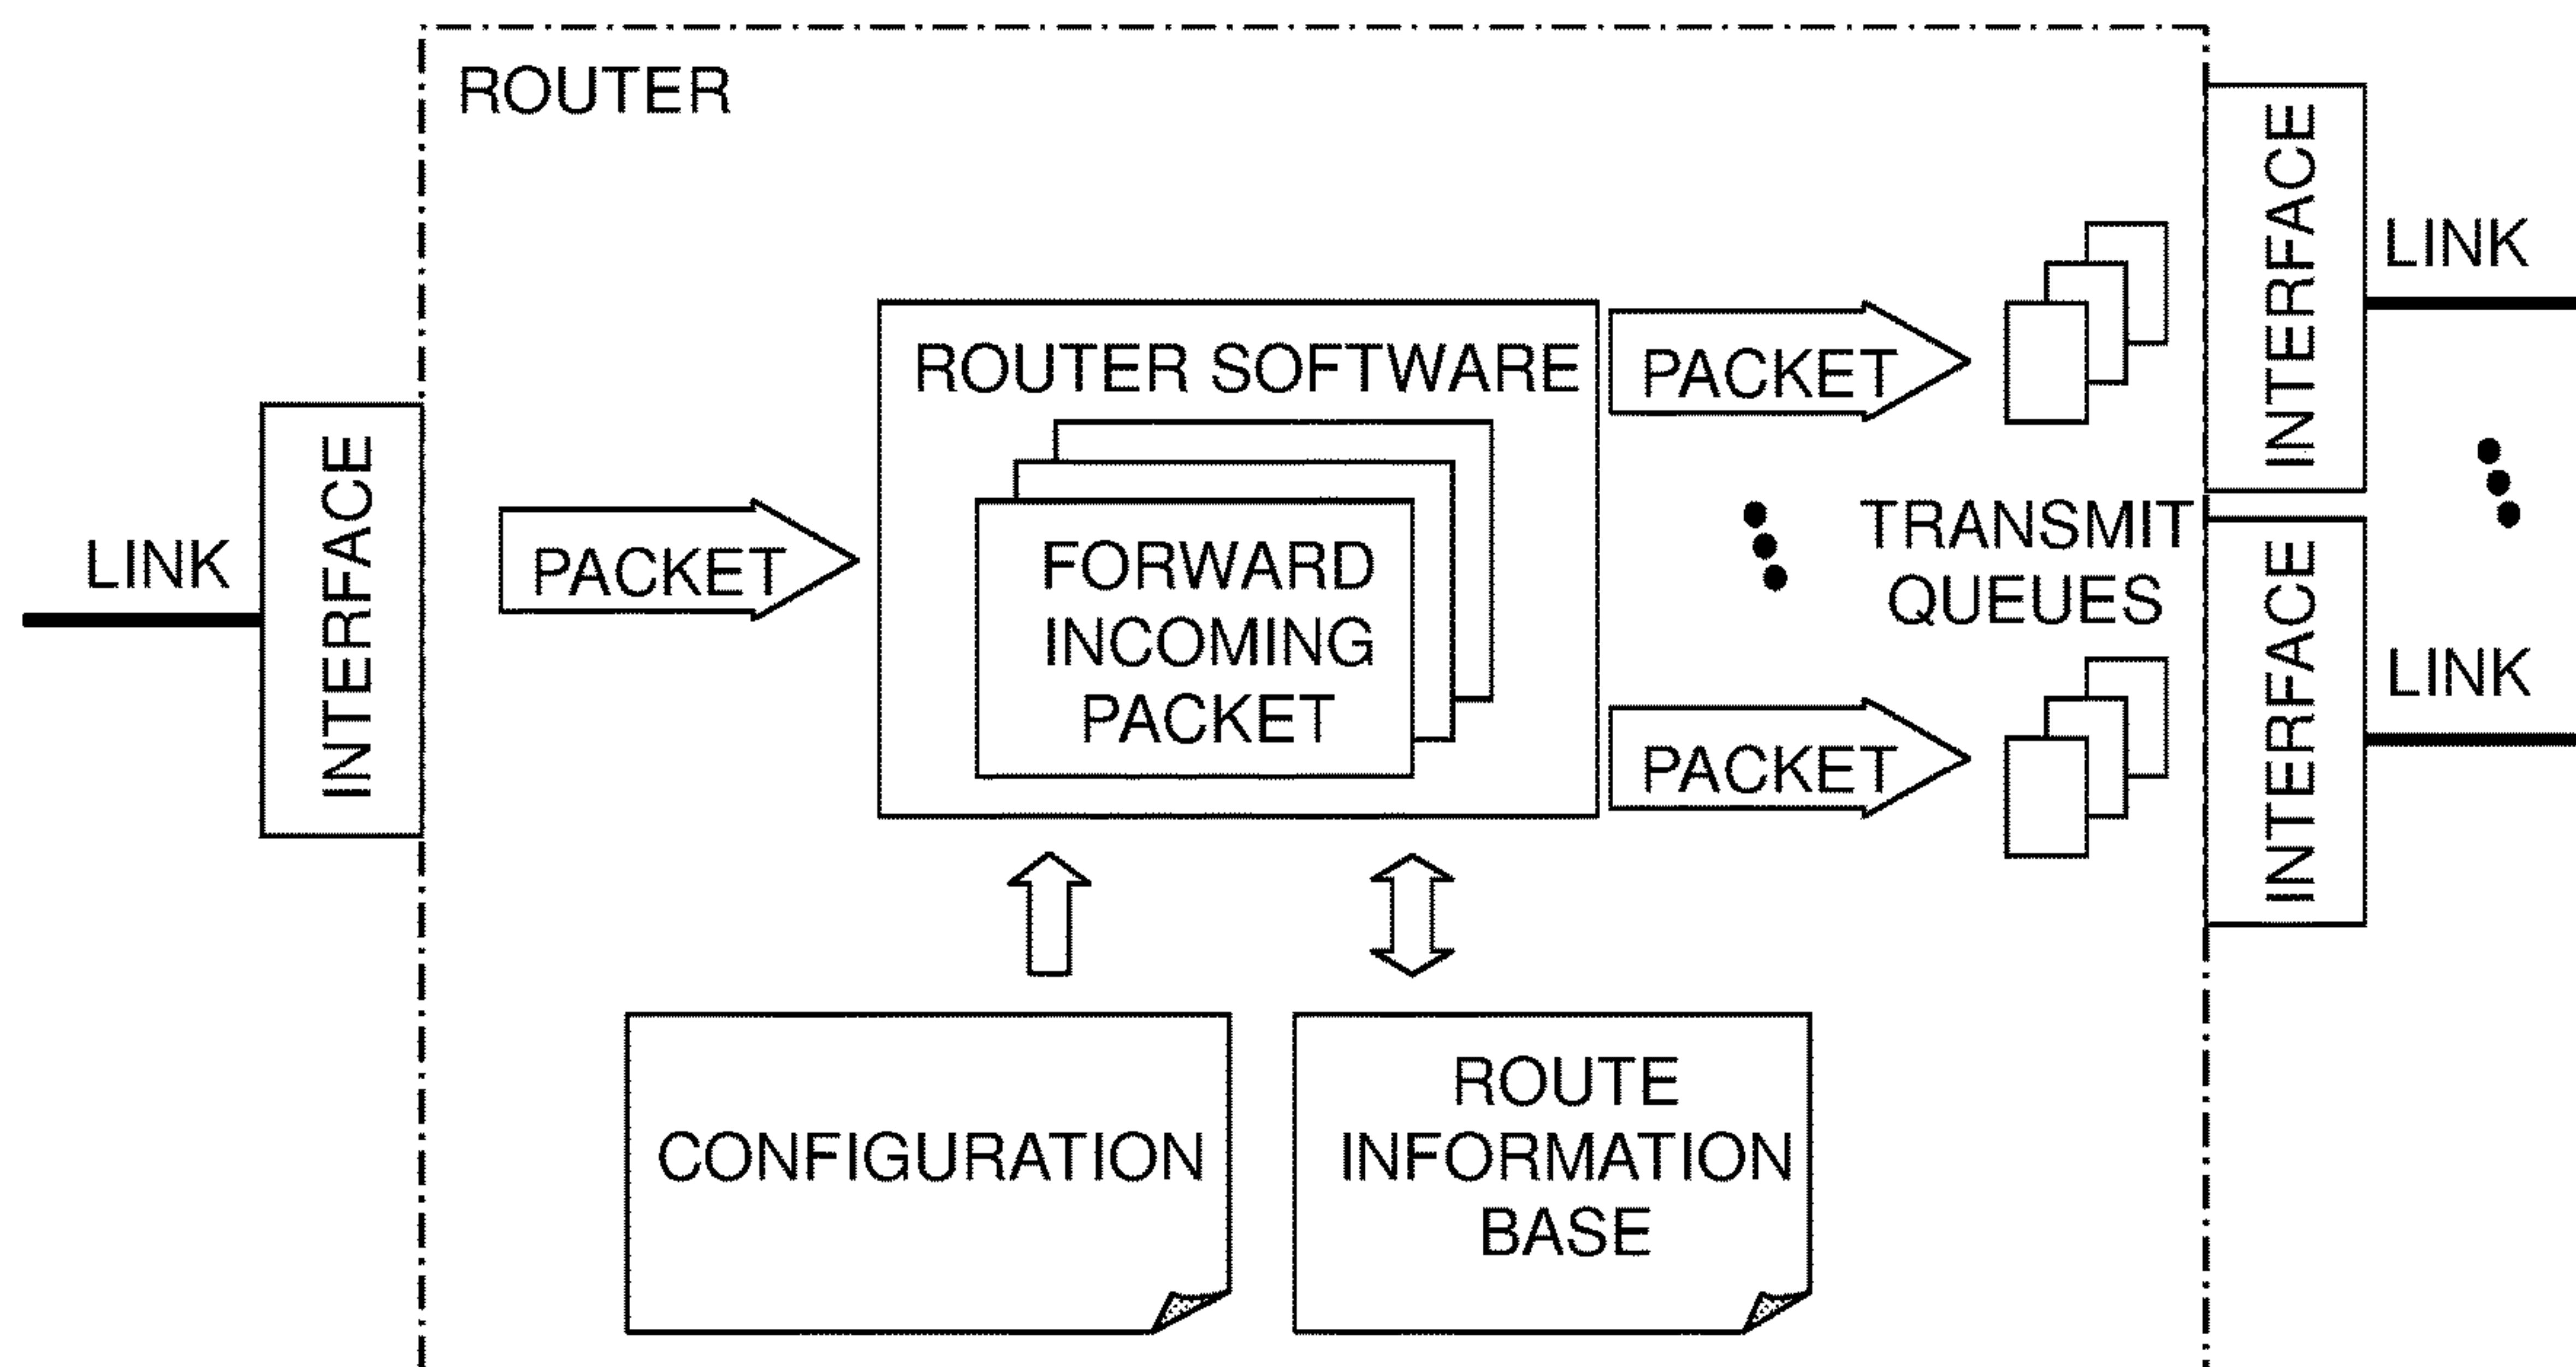 ROUTER
LINK
INTERFACE
PACKET
ROUTER SOFTWARE
FORWARD
INCOMING
PACKET
PACKET
PACKET
TRANSMIT
QUEUES
INTERFACE
LINK
INTERFACE
LINK
CONFIGURATION
ROUTE
INFORMATION
BASE